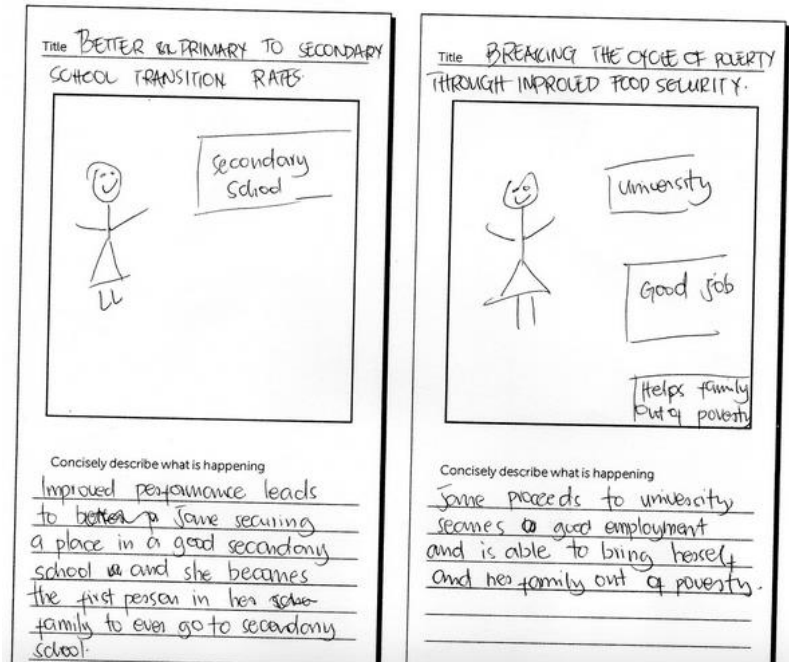 Title BETTER PRIMARY TO SECONDARY
SCHOOL TRANSITION RATES.
secondary
school
Concisely describe what is happening
Improved performance leads
to Jane securing
a place in a good secondary
school and she becomes
the first person in her
family to ever go to secondary
school.
Title BREAKING THE CYCLE OF POVERTY
THROUGH IMPROVED FOOD SECURITY.
University
Good job
Helps family
out of poverty
Concisely describe what is happening
Jane proceeds to university
secures good employment
and is able to bring herself
and her family out of poverty.